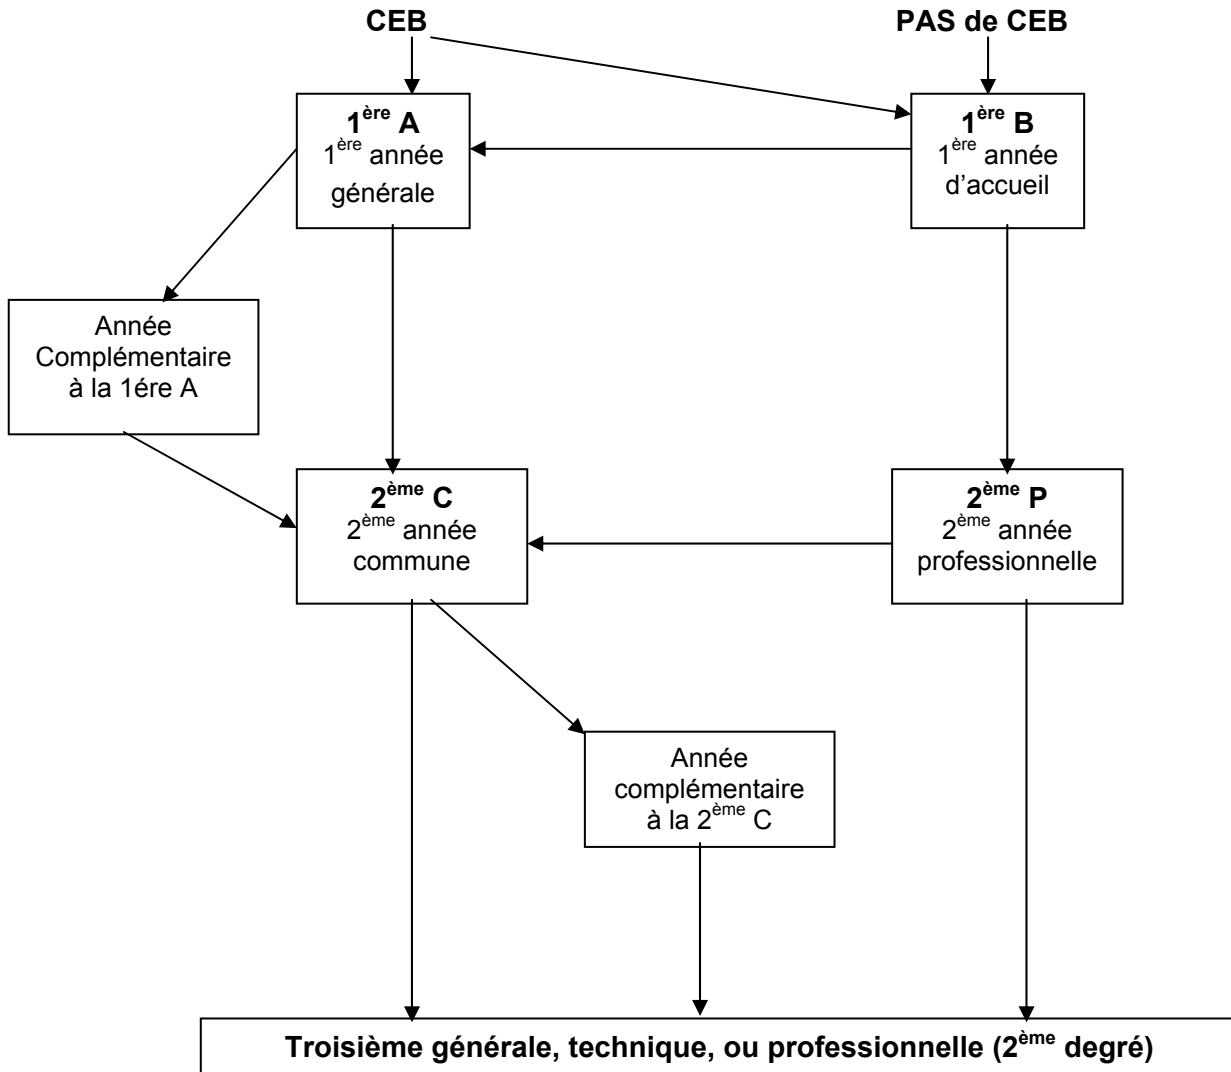 CEB
PAS de CEB
1ère A
1ère année
générale
1ère B
1ère année
d’accueil
Année
Complémentaire
à la 1ére A
2ème C
2ème année
commune
2ème P
2ème année
professionnelle
Année
complémentaire
à la 2ème C
Troisième générale, technique, ou professionnelle (2ème degré)